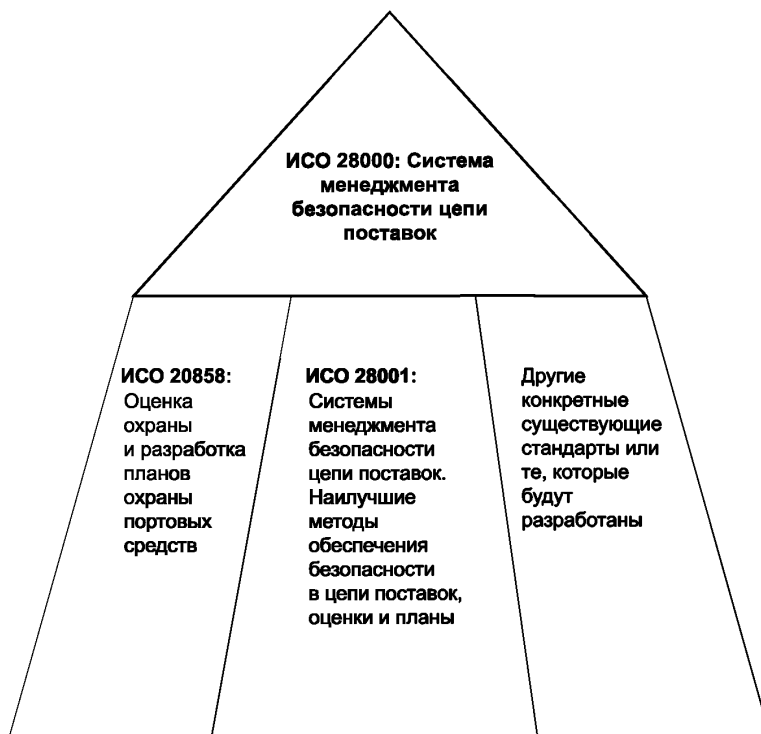 ИСО 28000: Система
менеджмента
безопасности цепи
поставок
ИСО 20858:
Оценка
охраны
и разработка
планов
охраны
портовых
средств
ИСО 28001:
Системы
менеджмента
безопасности
цепи поставок.
Наилучшие
методы
обеспечения
безопасности
в цепи поставок,
оценки и планы
Другие
конкретные
существующие
стандарты или
те, которые
будут
разработаны